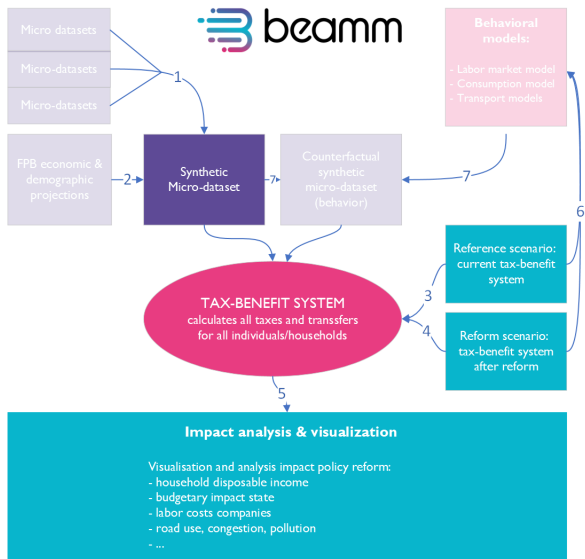 Micro datasets
Micro-datasets
Micro-datasets
beamm
Behavioral
models:
- Labor market model
- Consumption model
- Transport models
1
FPB economic &
demographic
projections
2
Synthetic
Micro-dataset
7
Counterfactual
synthetic
micro-dataset
(behavior)
7
6
Reference scenario:
current tax-benefit
system
3
TAX-BENEFIT SYSTEM
calculates all taxes and transsfers
for all individuals/households
4
Reform scenario:
tax-benefit system
after reform
5
Impact analysis & visualization
Visualisation and analysis impact policy reform:
- household disposable income
- budgetary impact state
- labor costs companies
- road use, congestion, pollution
- ...